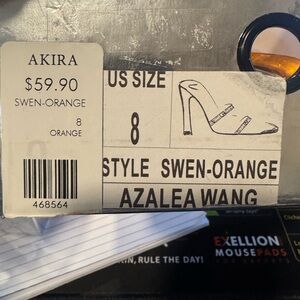 AKIRA
$59.90
SWEN-ORANGE
8
ORANGE
468564
US SIZE
8
STYLE SWEN-ORANGE
AZALEA WANG
EXELLION
MOUSEPADS
RULE THE DAY!